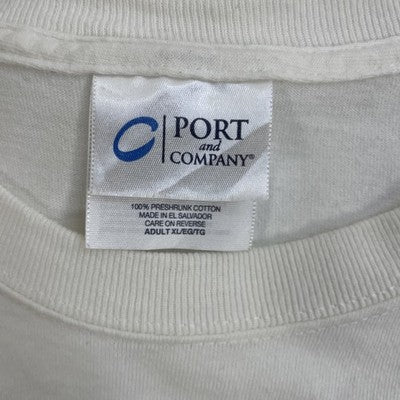 PORT
and
COMPANY®
100% PRESHRUNK COTTON
MADE IN EL SALVADOR
CARE ON REVERSE
ADULT XL/EG/TG